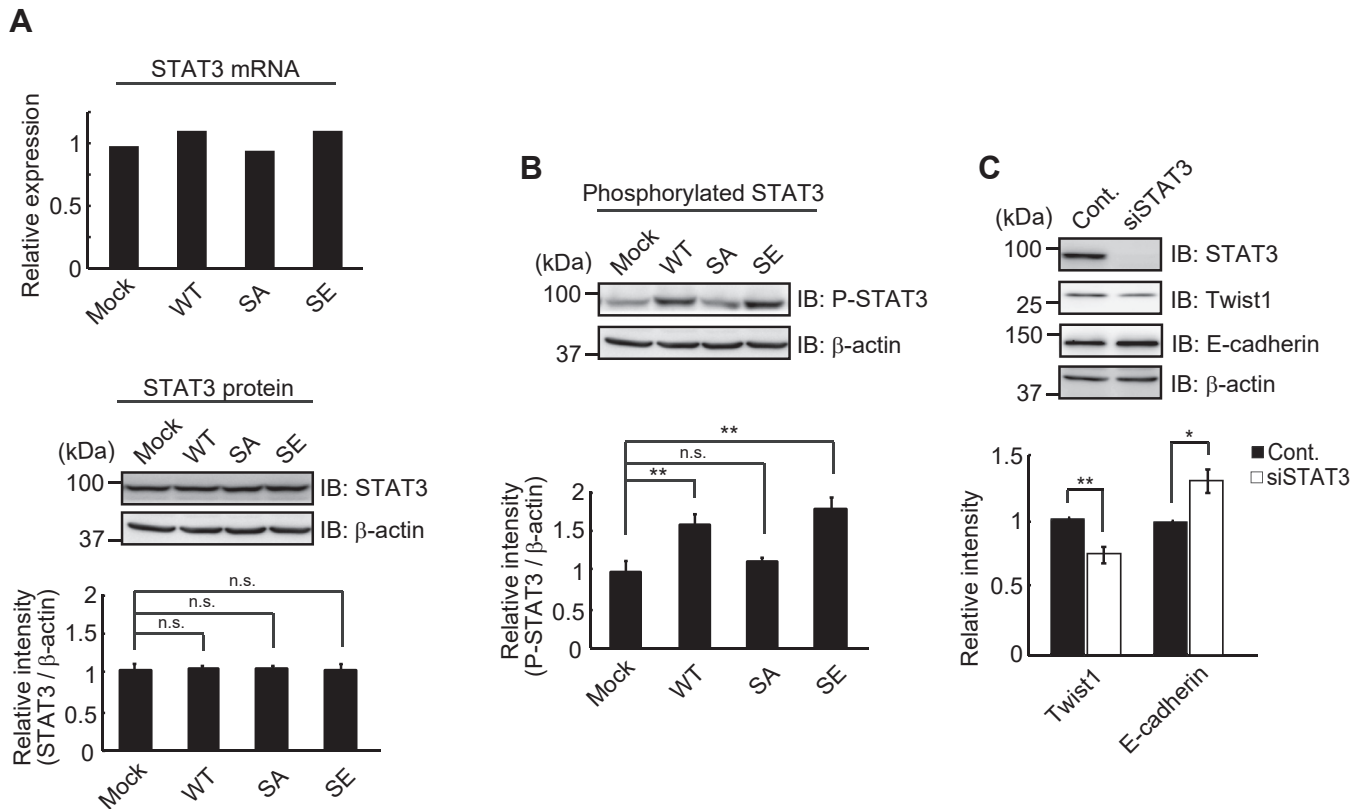 A
STAT3 mRNA
Relative expression
1
0.5
0
Mock
WT
SA
SE
STAT3 protein
(kDa)
Mock
WT
SA
SE
100
IB: STAT3
37
IB: β-actin
Relative intensity
(STAT3 / β-actin)
2
1.5
1
0.5
0
n.s.
n.s.
n.s.
Mock
WT
SA
SE
B
Phosphorylated STAT3
(kDa)
Mock
WT
SA
SE
100
IB: P-STAT3
37
IB: β-actin
Relative intensity
(P-STAT3 / β-actin)
2
1.5
1
0.5
0
**
n.s.
**
Mock
WT
SA
SE
C
(kDa)
Cont.
siSTAT3
100
IB: STAT3
25
IB: Twist1
150
IB: E-cadherin
37
IB: β-actin
Relative intensity
1.5
1
0.5
0
**
*
Cont.
siSTAT3
Twist1
E-cadherin